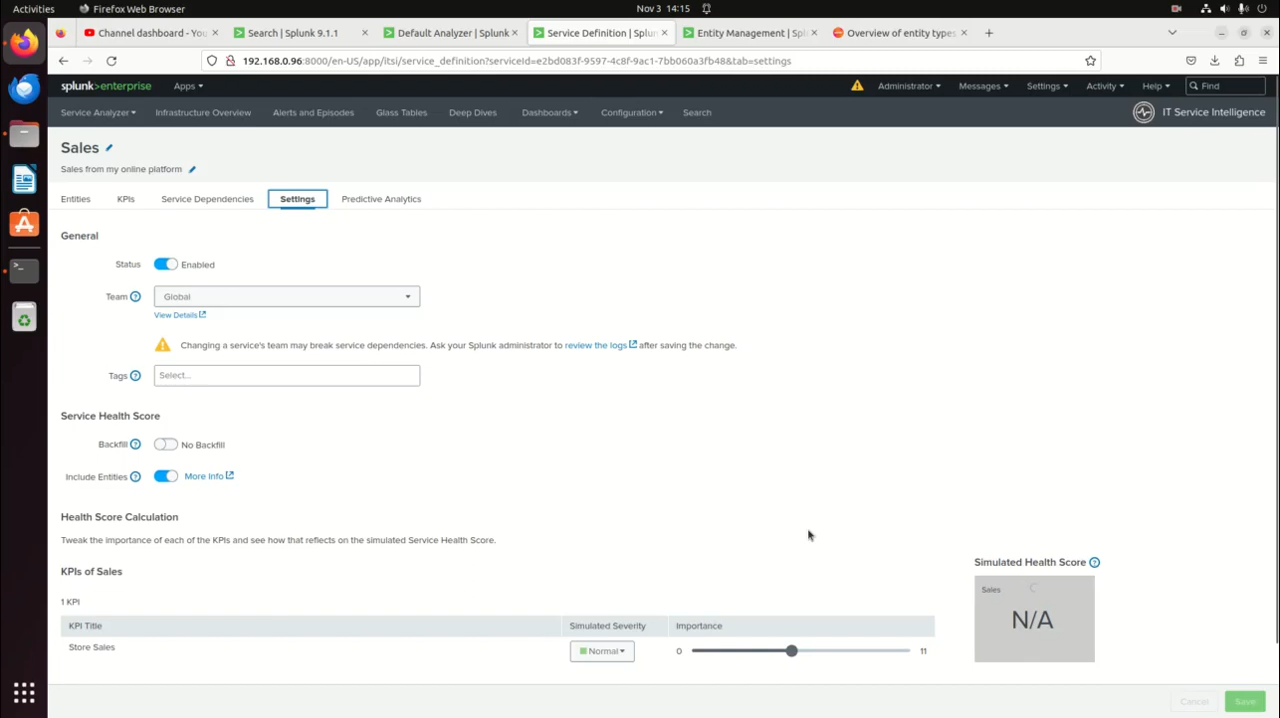 Activities
Firefox Web Browser
Nov 3 14:15
Channel dashboard - You
Search | Splunk 9.1.1
Default Analyzer | Splunk
Service Definition | Splun
Entity Management | Spl
Overview of entity types
192.168.0.96:8000/en-US/app/itsi/service_definition?serviceId=e2bd083f-9597-4c8f-9ac1-7bb060a3fb48&tab=settings
splunk>enterprise
Apps
Administrator
Messages
Settings
Activity
Help
Find
Service Analyzer
Infrastructure Overview
Alerts and Episodes
Glass Tables
Deep Dives
Dashboards
Configuration
Search
IT Service Intelligence
Sales
Sales from my online platform
Entities
KPIs
Service Dependencies
Settings
Predictive Analytics
General
Status
Enabled
Team
Global
View Details
Changing a service's team may break service dependencies. Ask your Splunk administrator to review the logs after saving the change.
Tags
Select...
Service Health Score
Backfill
No Backfill
Include Entities
More Info
Health Score Calculation
Tweak the importance of each of the KPIs and see how that reflects on the simulated Service Health Score.
KPIs of Sales
Simulated Health Score
Sales
N/A
1 KPI
KPI Title
Simulated Severity
Importance
Store Sales
Normal
0
11
Cancel
Save